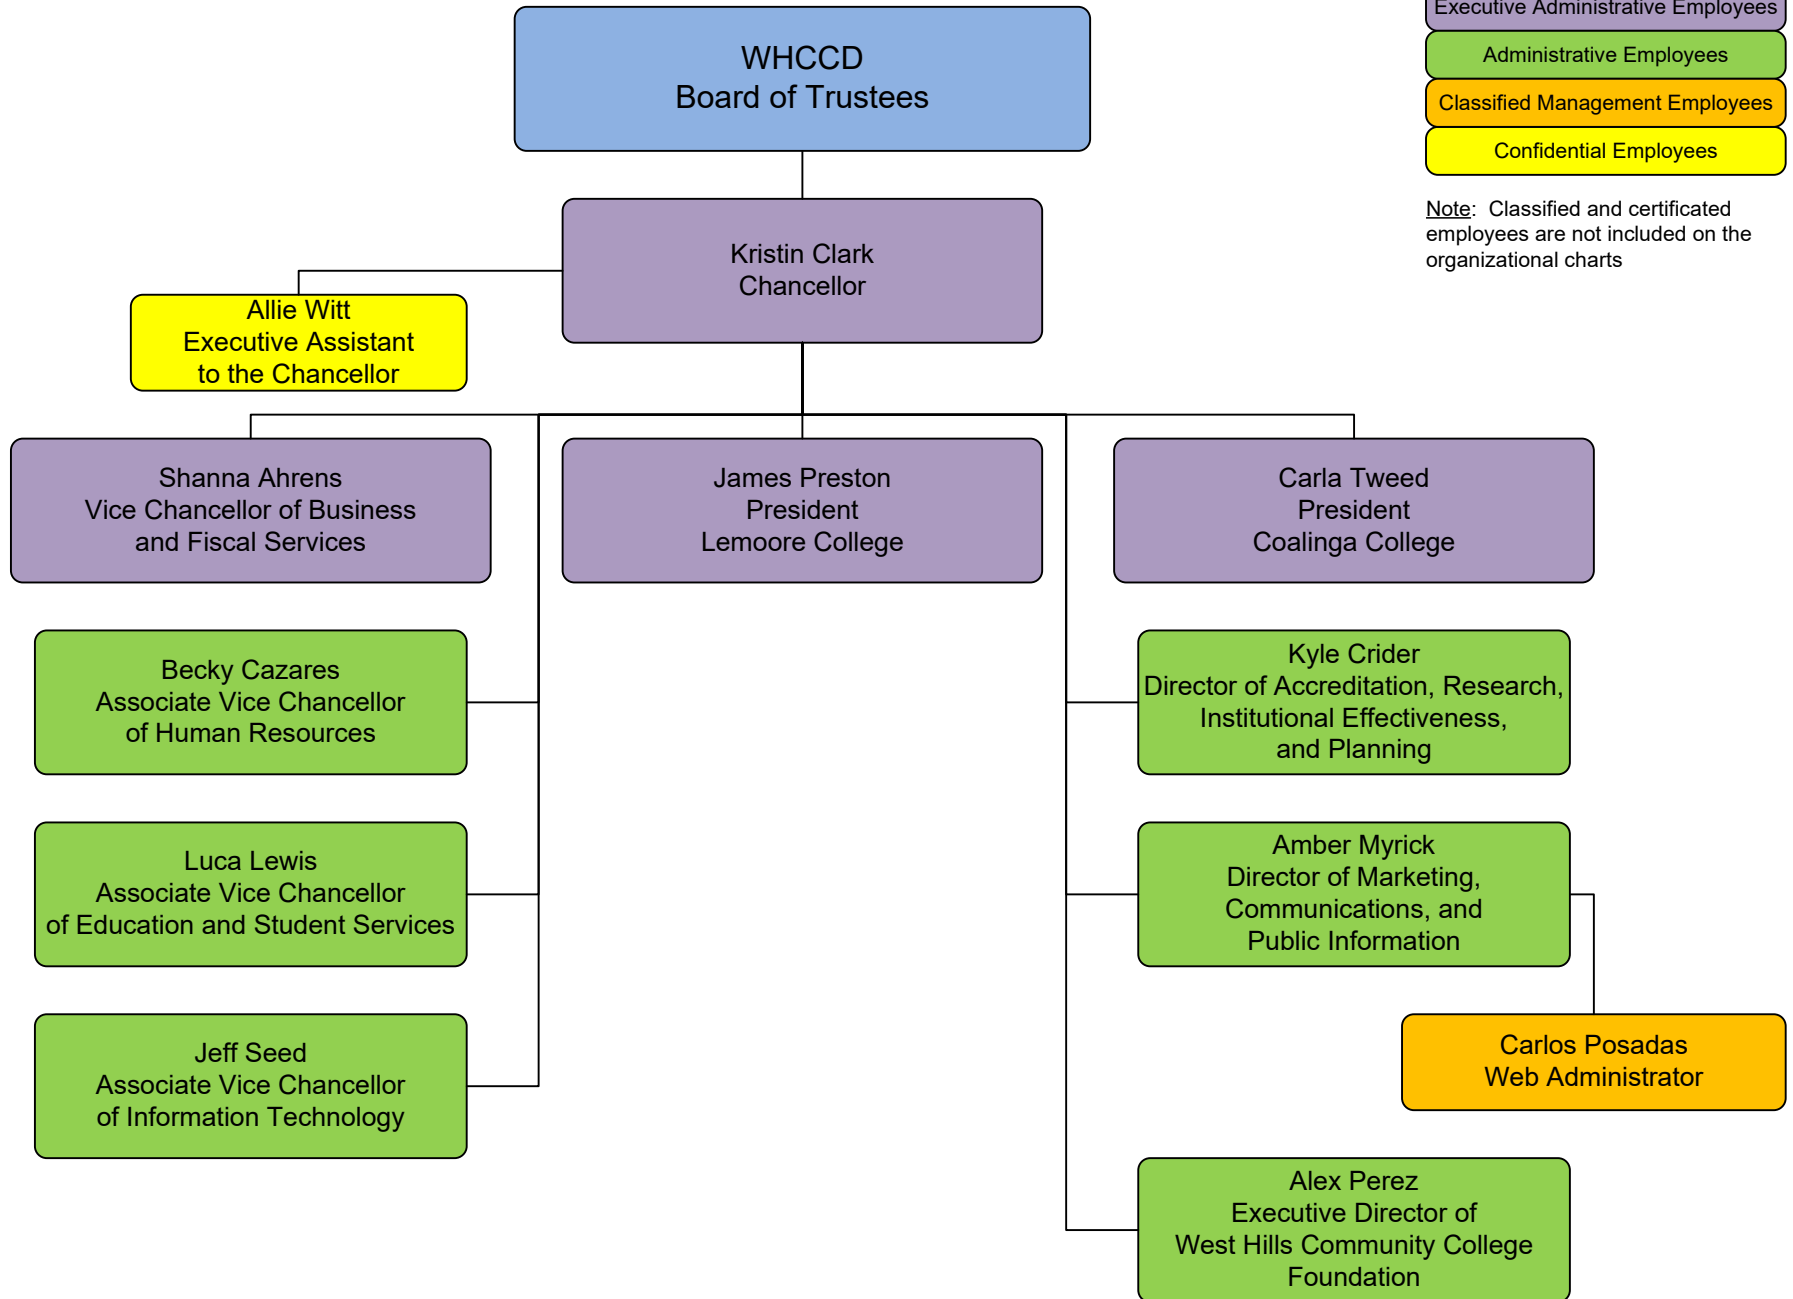 WHCCD
Board of Trustees
Executive Administrative Employees
Administrative Employees
Classified Management Employees
Confidential Employees
Note: Classified and certificated
employees are not included on the
organizational charts
Kristin Clark
Chancellor
Allie Witt
Executive Assistant
to the Chancellor
Shanna Ahrens
Vice Chancellor of Business
and Fiscal Services
James Preston
President
Lemoore College
Carla Tweed
President
Coalinga College
Becky Cazares
Associate Vice Chancellor
of Human Resources
Kyle Crider
Director of Accreditation, Research,
Institutional Effectiveness,
and Planning
Luca Lewis
Associate Vice Chancellor
of Education and Student Services
Amber Myrick
Director of Marketing,
Communications, and
Public Information
Jeff Seed
Associate Vice Chancellor
of Information Technology
Carlos Posadas
Web Administrator
Alex Perez
Executive Director of
West Hills Community College
Foundation